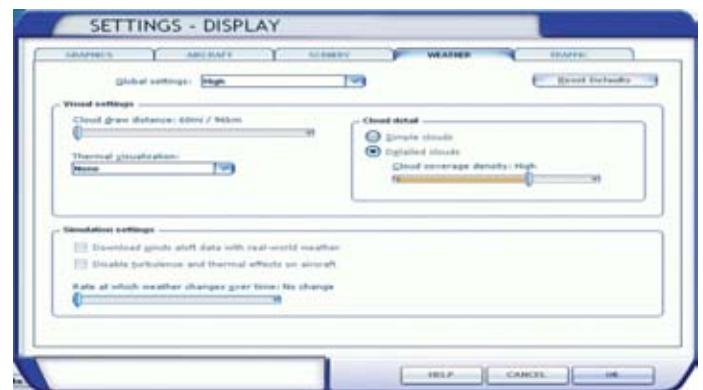 SETTINGS - DISPLAY
GRAPHICS AIRCRAFT SCENERY WEATHER TRAFFIC
Global settings: High
Reset Defaults
Visual settings
Cloud draw distance: 60mi / 96km
Thermal visualization:
None
Cloud detail
Simple clouds
Detailed clouds
Cloud coverage density: High
Simulation settings
Download winds aloft data with real-world weather
Disable turbulence and thermal effects on aircraft
Rate at which weather changes over time: No change
HELP CANCEL OK